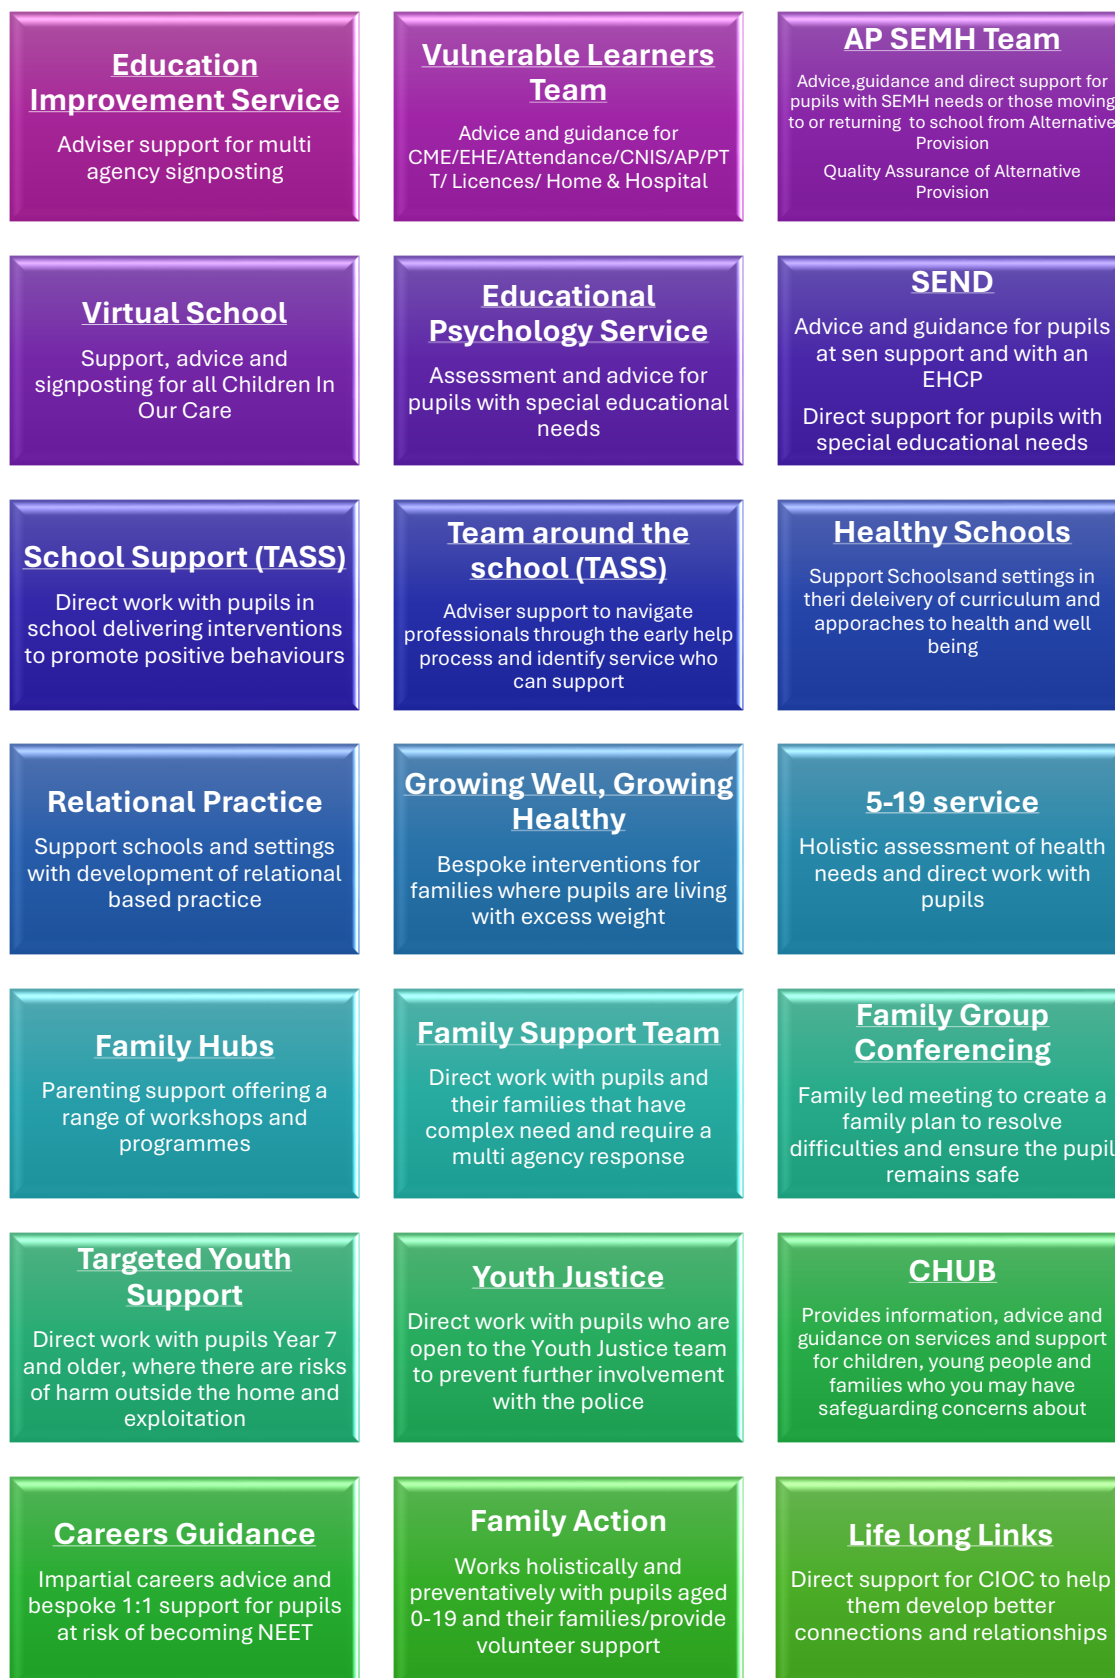 Education
Improvement Service
Adviser support for multi
agency signposting
Vulnerable Learners
Team
Advice and guidance for
CME/EHE/Attendance/CNIS/AP/PT
T/ Licences/ Home & Hospital
AP SEMH Team
Advice,guidance and direct support for
pupils with SEMH needs or those moving
to or returning to school from Alternative
Provision
Quality Assurance of Alternative
Provision
Virtual School
Support, advice and
signposting for all Children In
Our Care
Educational
Psychology Service
Assessment and advice for
pupils with special educational
needs
SEND
Advice and guidance for pupils
at sen support and with an
EHCP
Direct support for pupils with
special educational needs
School Support (TASS)
Direct work with pupils in
school delivering interventions
to promote positive behaviours
Team around the
school (TASS)
Adviser support to navigate
professionals through the early help
process and identify service who
can support
Healthy Schools
Support Schoolsand settings in
theri deleivery of curriculum and
apporaches to health and well
being
Relational Practice
Support schools and settings
with development of relational
based practice
Growing Well, Growing
Healthy
Bespoke interventions for
families where pupils are living
with excess weight
5-19 service
Holistic assessment of health
needs and direct work with
pupils
Family Hubs
Parenting support offering a
range of workshops and
programmes
Family Support Team
Direct work with pupils and
their families that have
complex need and require a
multi agency response
Family Group
Conferencing
Family led meeting to create a
family plan to resolve
difficulties and ensure the pupil
remains safe
Targeted Youth
Support
Direct work with pupils Year 7
and older, where there are risks
of harm outside the home and
exploitation
Youth Justice
Direct work with pupils who are
open to the Youth Justice team
to prevent further involvement
with the police
CHUB
Provides information, advice and
guidance on services and support
for children, young people and
families who you may have
safeguarding concerns about
Careers Guidance
Impartial careers advice and
bespoke 1:1 support for pupils
at risk of becoming NEET
Family Action
Works holistically and
preventatively with pupils aged
0-19 and their families/provide
volunteer support
Life long Links
Direct support for CIOC to help
them develop better
connections and relationships